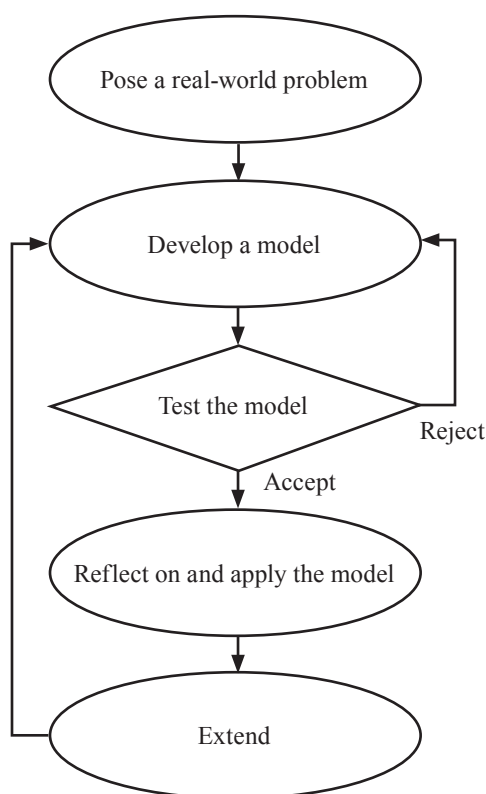 Pose a real-world problem
Develop a model
Test the model
Reject
Accept
Reflect on and apply the model
Extend